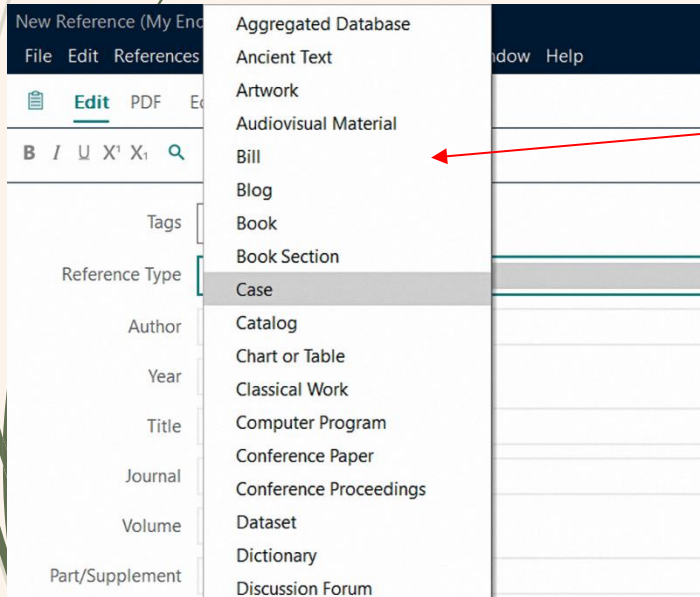 New Reference (My End
File Edit References
ndow Help
Edit PDF
B I U X¹ X₁
Tags
Reference Type
Author
Year
Title
Journal
Volume
Part/Supplement
Aggregated Database
Ancient Text
Artwork
Audiovisual Material
Bill
Blog
Book
Book Section
Case
Catalog
Chart or Table
Classical Work
Computer Program
Conference Paper
Conference Proceedings
Dataset
Dictionary
Discussion Forum